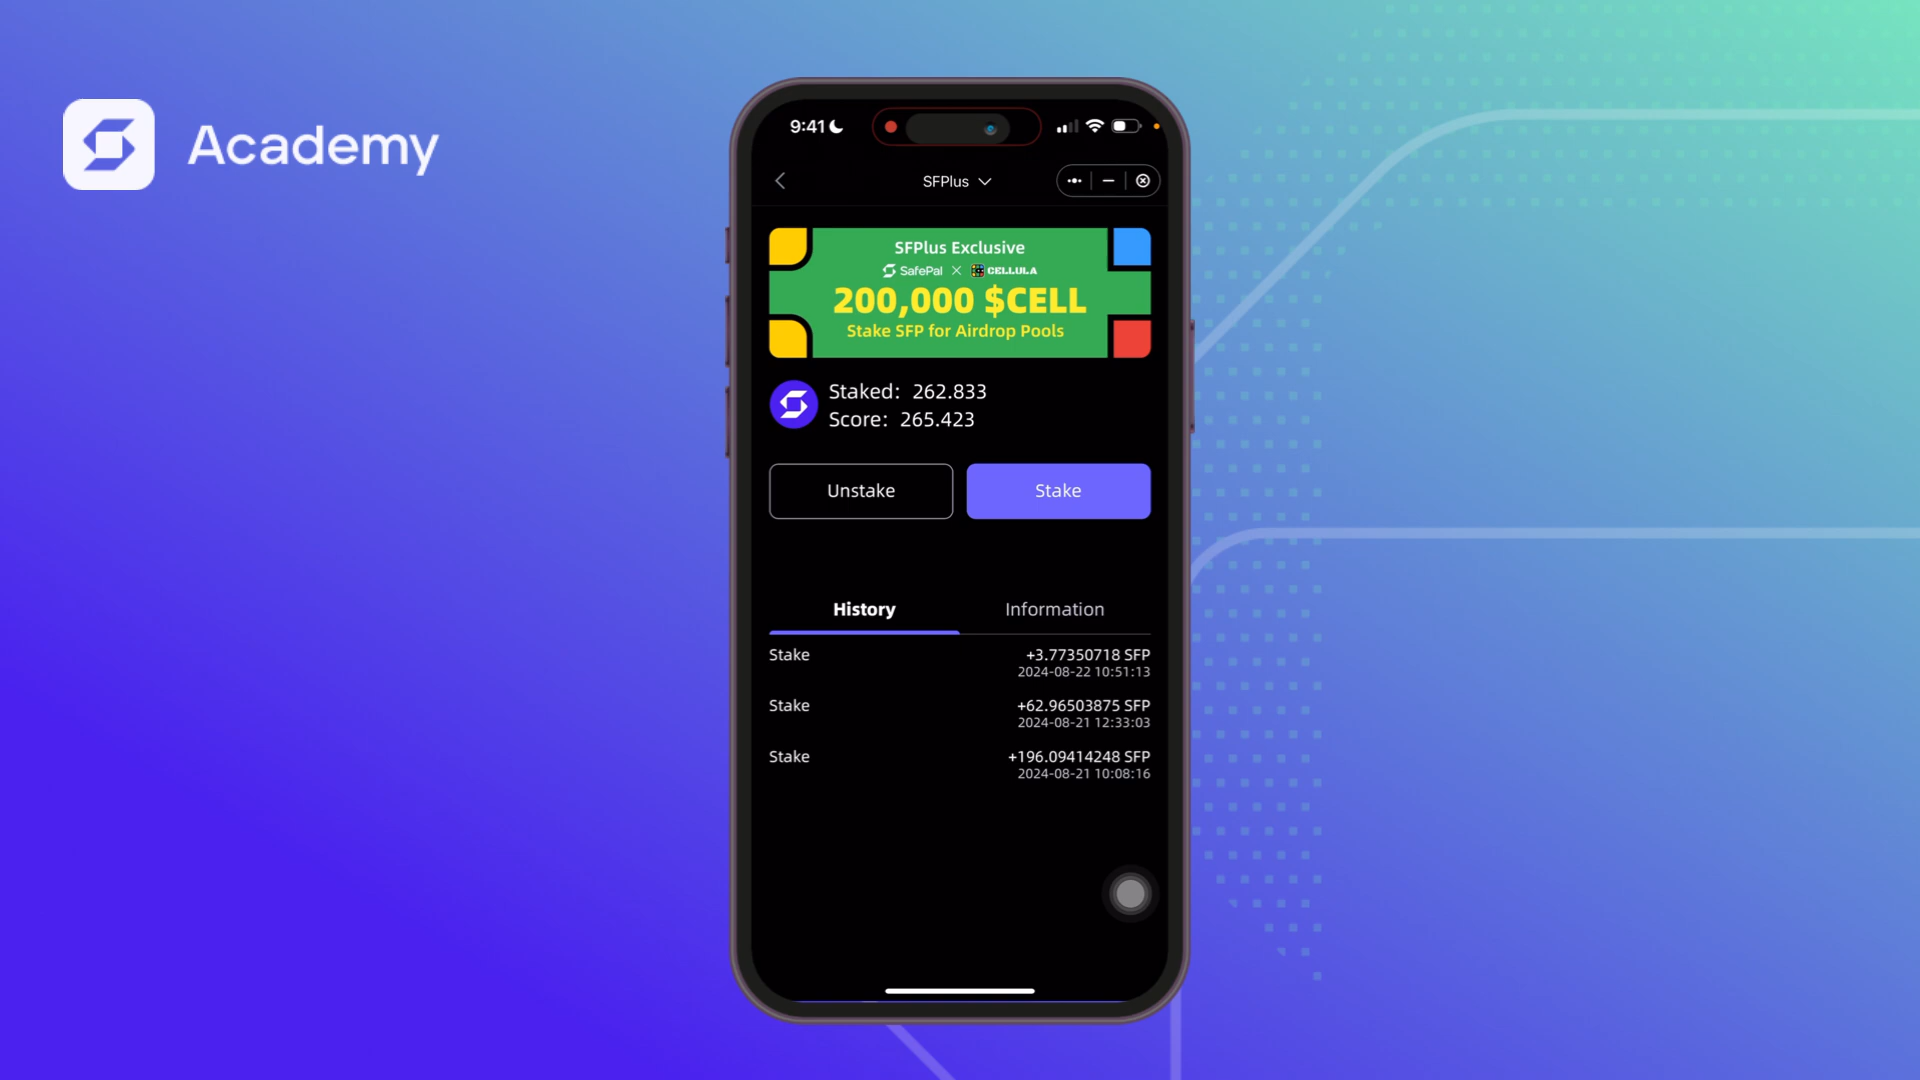 Academy
9:41
SFPlus
SFPlus Exclusive
SafePal X CELLULA
200,000 $CELL
Stake SFP for Airdrop Pools
Staked: 262.833
Score: 265.423
Unstake
Stake
History
Information
Stake
+3.77350718 SFP
2024-08-22 10:51:13
Stake
+62.96503875 SFP
2024-08-21 12:33:03
Stake
+196.09414248 SFP
2024-08-21 10:08:16